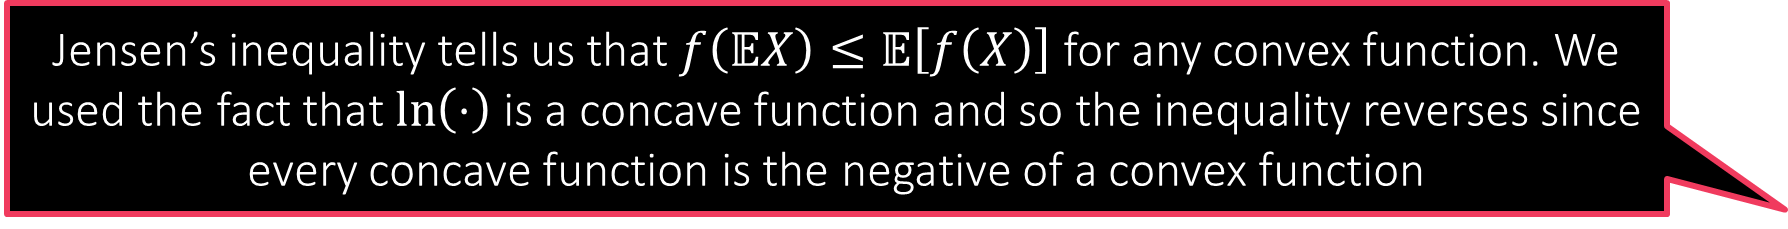 Jensen’s inequality tells us that 𝑓(𝔼𝑋) ≤ 𝔼[𝑓(𝑋)] for any convex function. We
used the fact that ln(·) is a concave function and so the inequality reverses since
every concave function is the negative of a convex function